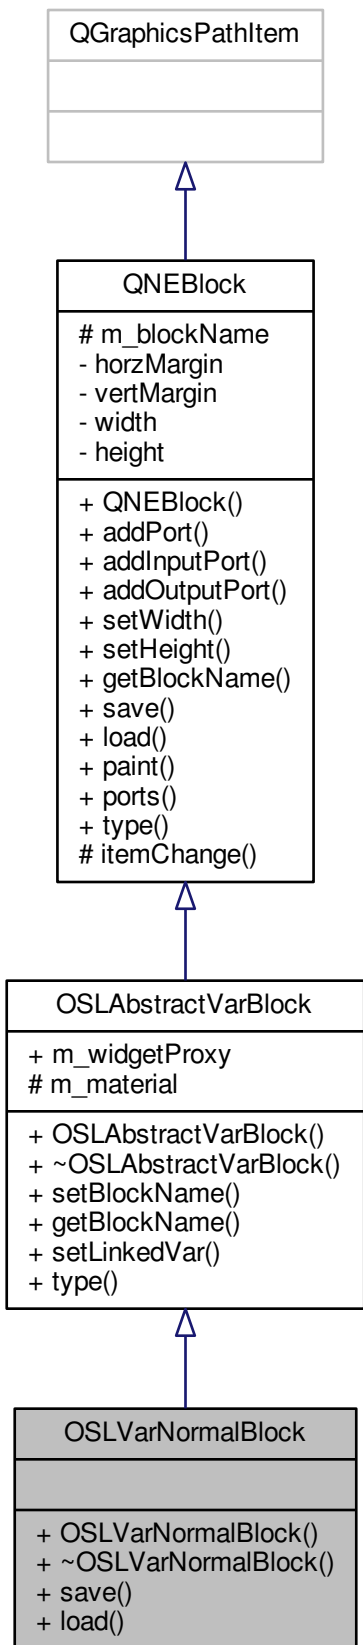 QGraphicsPathItem
QNEBlock
# m_blockName
- horzMargin
- vertMargin
- width
- height
+ QNEBlock()
+ addPort()
+ addInputPort()
+ addOutputPort()
+ setWidth()
+ setHeight()
+ getBlockName()
+ save()
+ load()
+ paint()
+ ports()
+ type()
# itemChange()
OSLAbstractVarBlock
+ m_widgetProxy
# m_material
+ OSLAbstractVarBlock()
+ ~OSLAbstractVarBlock()
+ setBlockName()
+ getBlockName()
+ setLinkedVar()
+ type()
OSLVarNormalBlock
+ OSLVarNormalBlock()
+ ~OSLVarNormalBlock()
+ save()
+ load()